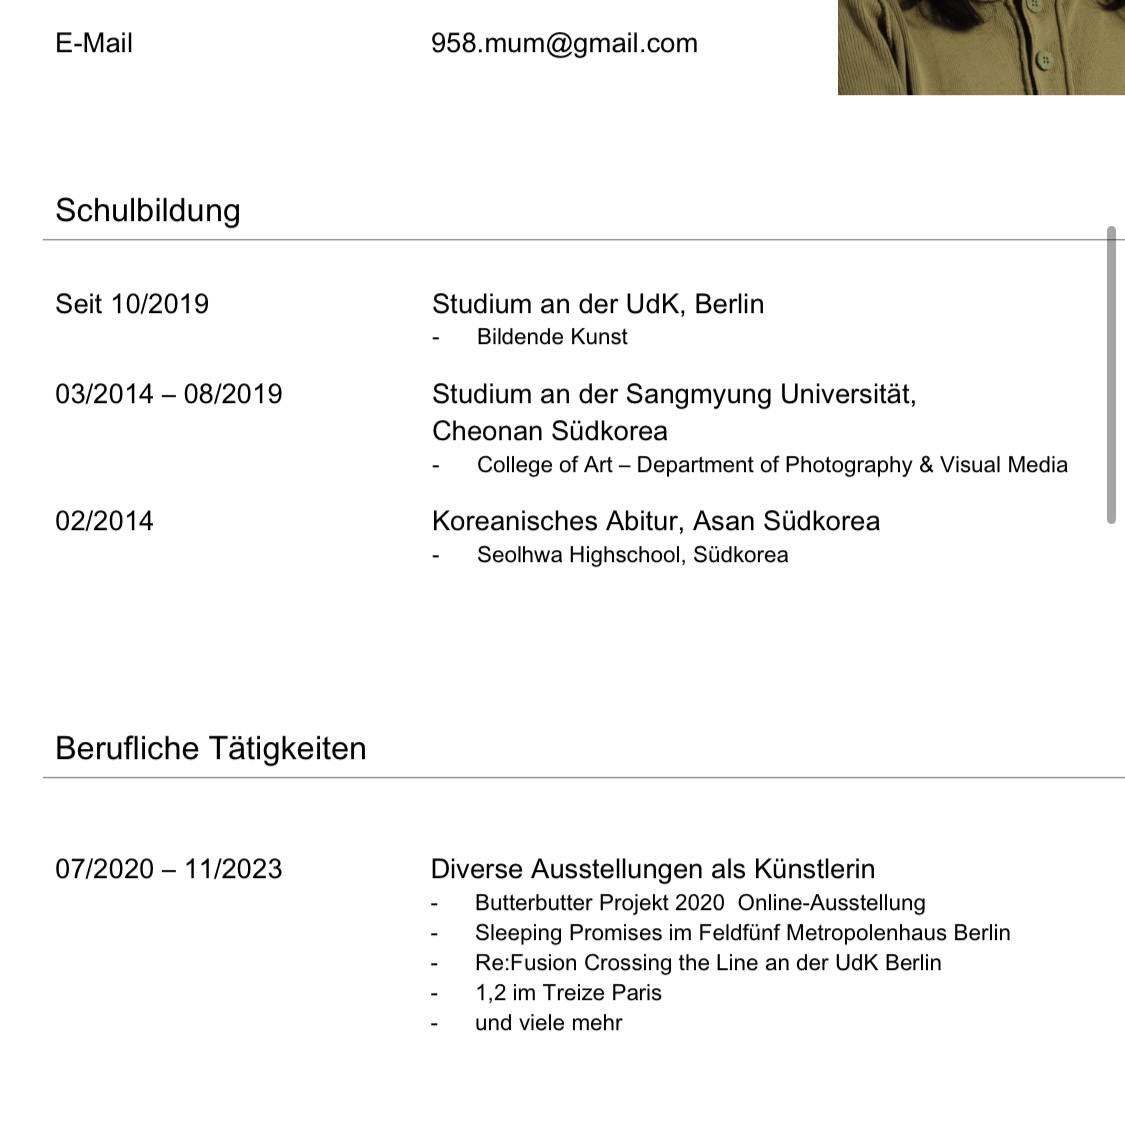 E-Mail 958.mum@gmail.com
Schulbildung
Seit 10/2019 Studium an der UdK, Berlin
- Bildende Kunst
03/2014 – 08/2019 Studium an der Sangmyung Universität,
Cheonan Südkorea
- College of Art – Department of Photography & Visual Media
02/2014 Koreanisches Abitur, Asan Südkorea
- Seolhwa Highschool, Südkorea
Berufliche Tätigkeiten
07/2020 – 11/2023 Diverse Ausstellungen als Künstlerin
- Butterbutter Projekt 2020  Online-Ausstellung
- Sleeping Promises im Feldfünf Metropolenhaus Berlin
- Re:Fusion Crossing the Line an der UdK Berlin
- 1,2 im Treize Paris
- und viele mehr